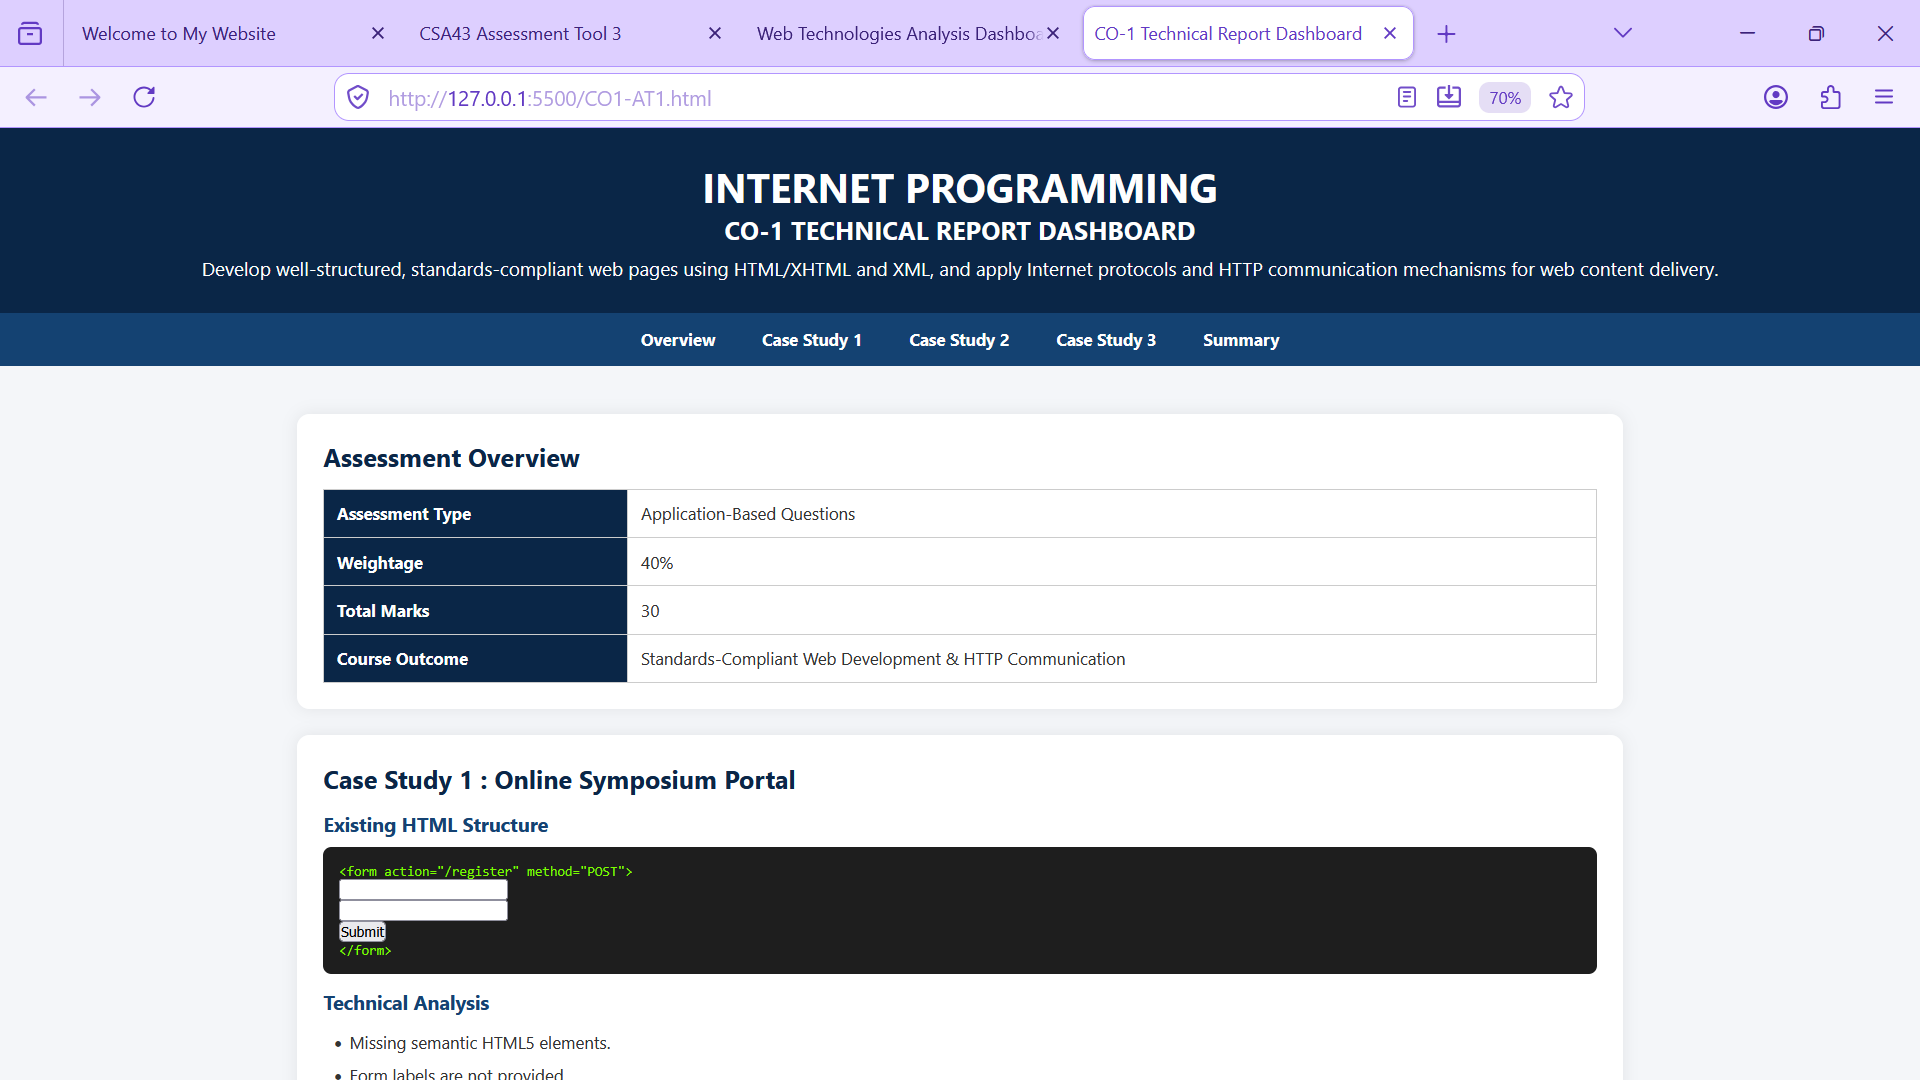 Welcome to My Website
CSA43 Assessment Tool 3
Web Technologies Analysis Dashboa
CO-1 Technical Report Dashboard
http://127.0.0.1:5500/CO1-AT1.html
70%
INTERNET PROGRAMMING
CO-1 TECHNICAL REPORT DASHBOARD
Develop well-structured, standards-compliant web pages using HTML/XHTML and XML, and apply Internet protocols and HTTP communication mechanisms for web content delivery.
Overview Case Study 1 Case Study 2 Case Study 3 Summary
Assessment Overview
Assessment Type Application-Based Questions
Weightage 40%
Total Marks 30
Course Outcome Standards-Compliant Web Development & HTTP Communication
Case Study 1 : Online Symposium Portal
Existing HTML Structure
<form action="/register" method="POST">
Submit
</form>
Technical Analysis
• Missing semantic HTML5 elements.
• Form labels are not provided